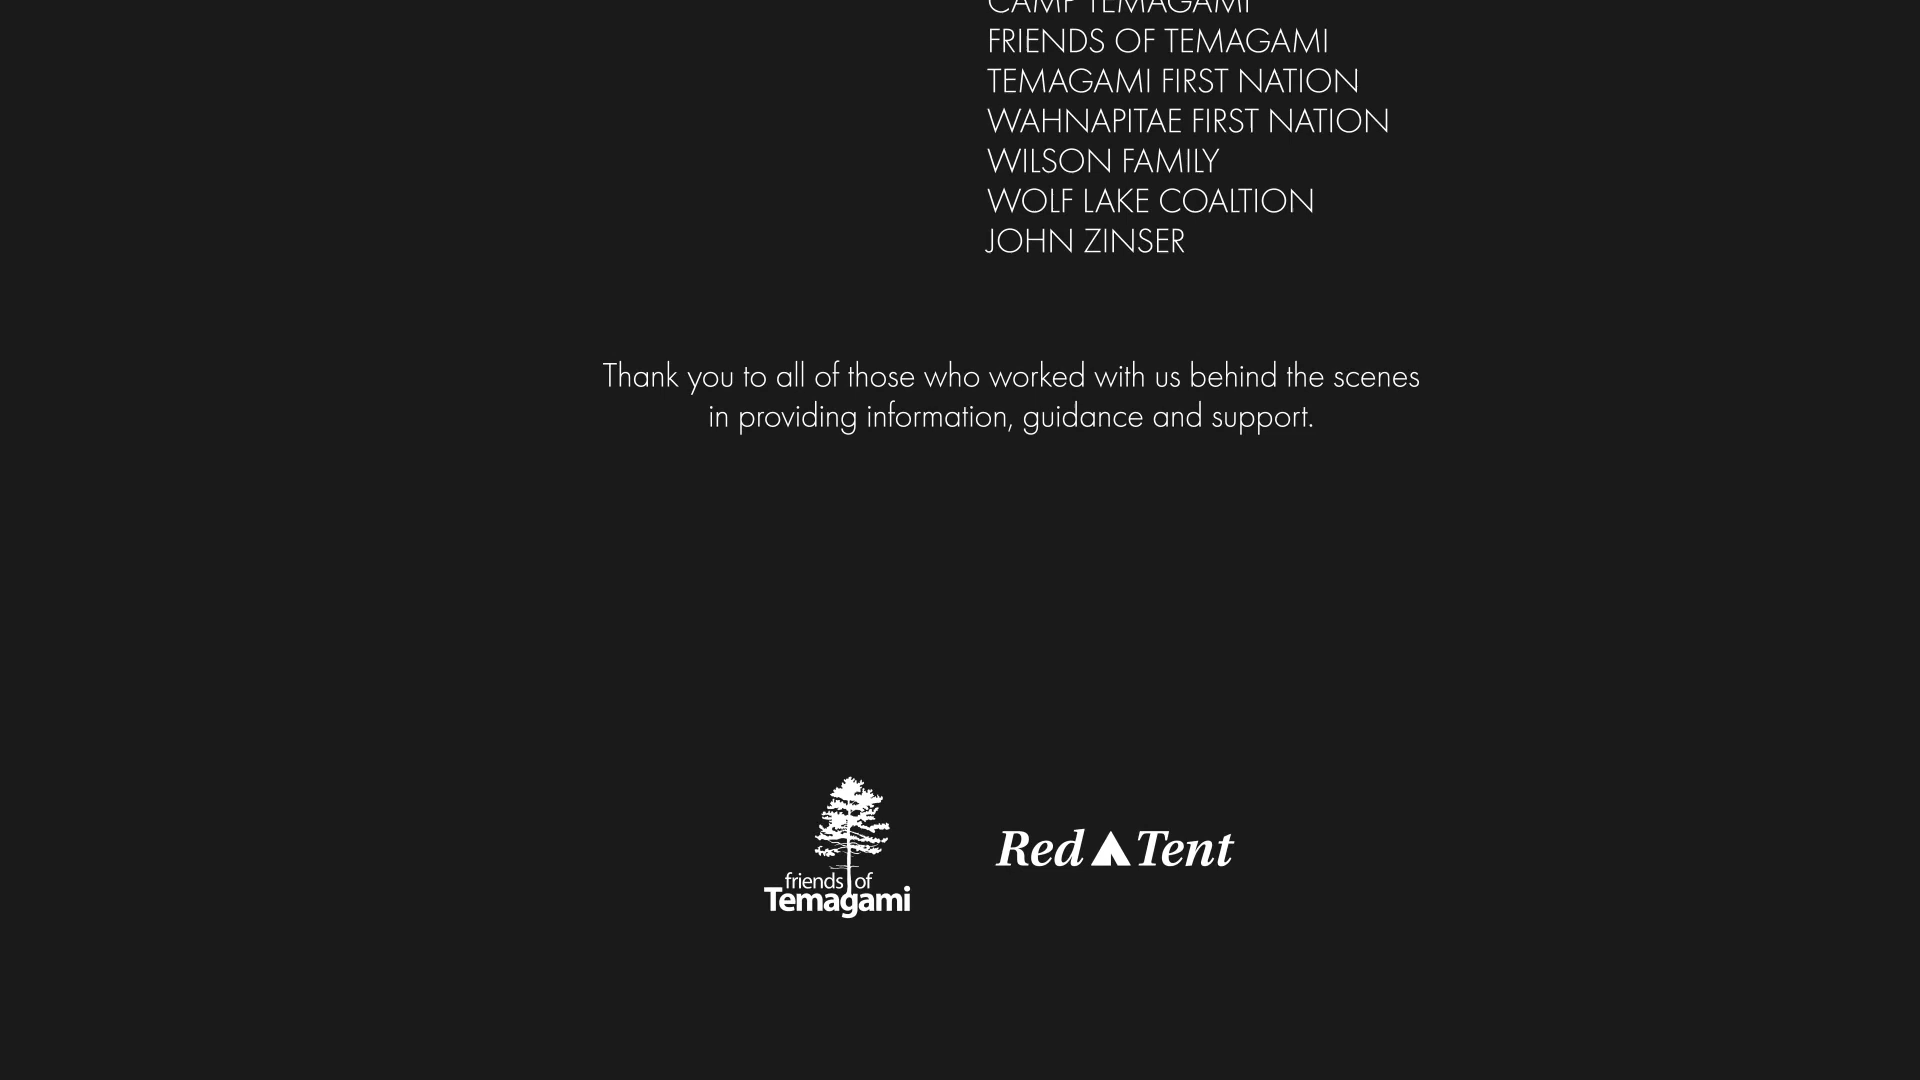 CAMP TEMAGAMI
FRIENDS OF TEMAGAMI
TEMAGAMI FIRST NATION
WAHNAPITAE FIRST NATION
WILSON FAMILY
WOLF LAKE COALTION
JOHN ZINSER
Thank you to all of those who worked with us behind the scenes
in providing information, guidance and support.
friends of
Temagami
Red Tent